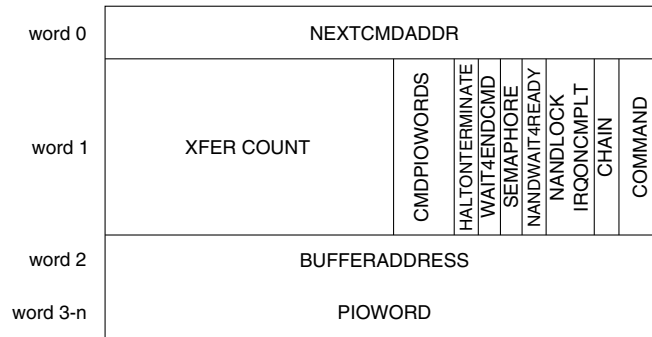 word 0
NEXTCMDADDR
word 1
XFER COUNT
CMDPIOWORDS
HALTONTERMINATE
WAIT4ENDCMD
SEMAPHORE
NANDWAIT4READY
NANDLOCK
IRQONCMPLT
CHAIN
COMMAND
word 2
BUFFERADDRESS
word 3-n
PIOWORD